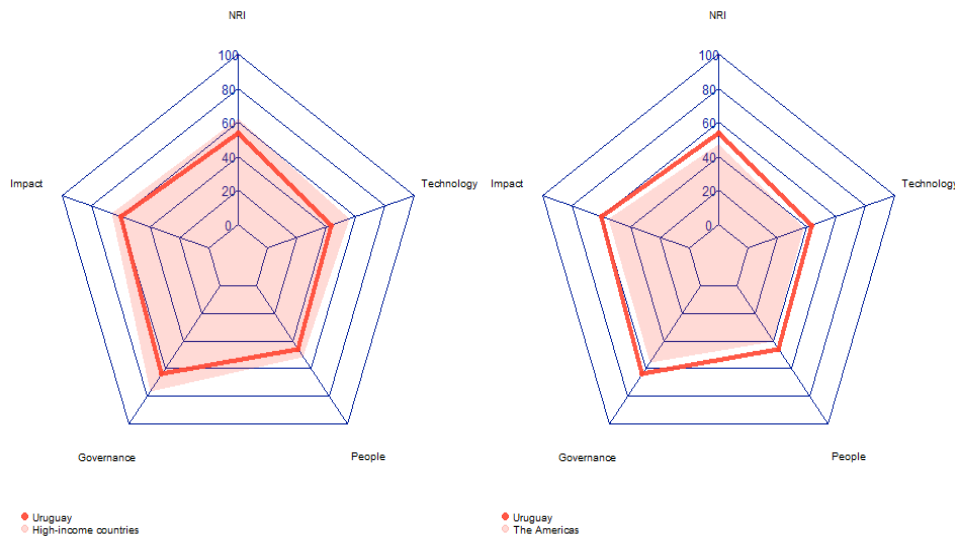 NRI
100
80
60
40
20
0
Impact
Technology
Governance
People
Uruguay
High-income countries
NRI
100
80
60
40
20
0
Impact
Technology
Governance
People
Uruguay
The Americas